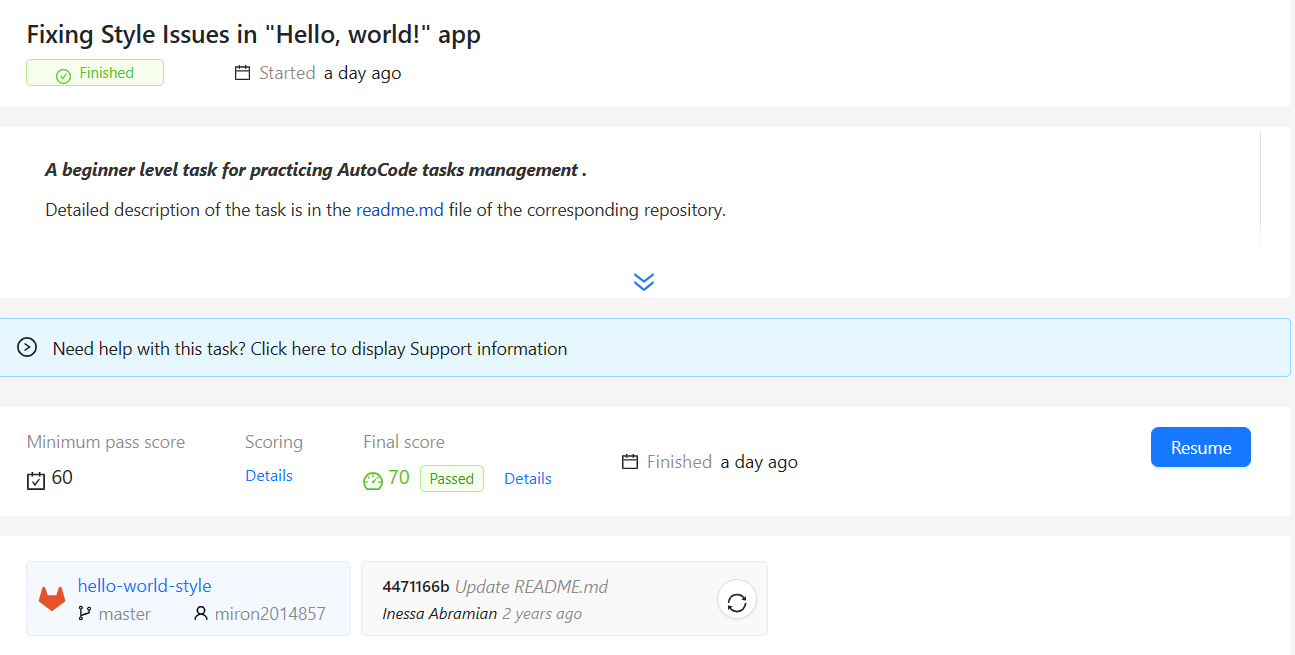 Fixing Style Issues in "Hello, world!" app
Finished Started a day ago
A beginner level task for practicing AutoCode tasks management .
Detailed description of the task is in the readme.md file of the corresponding repository.
Need help with this task? Click here to display Support information
Minimum pass score Scoring Final score
60 Details 70 Passed Details Finished a day ago Resume
hello-world-style 4471166b Update README.md
master miron2014857 Inessa Abramian 2 years ago